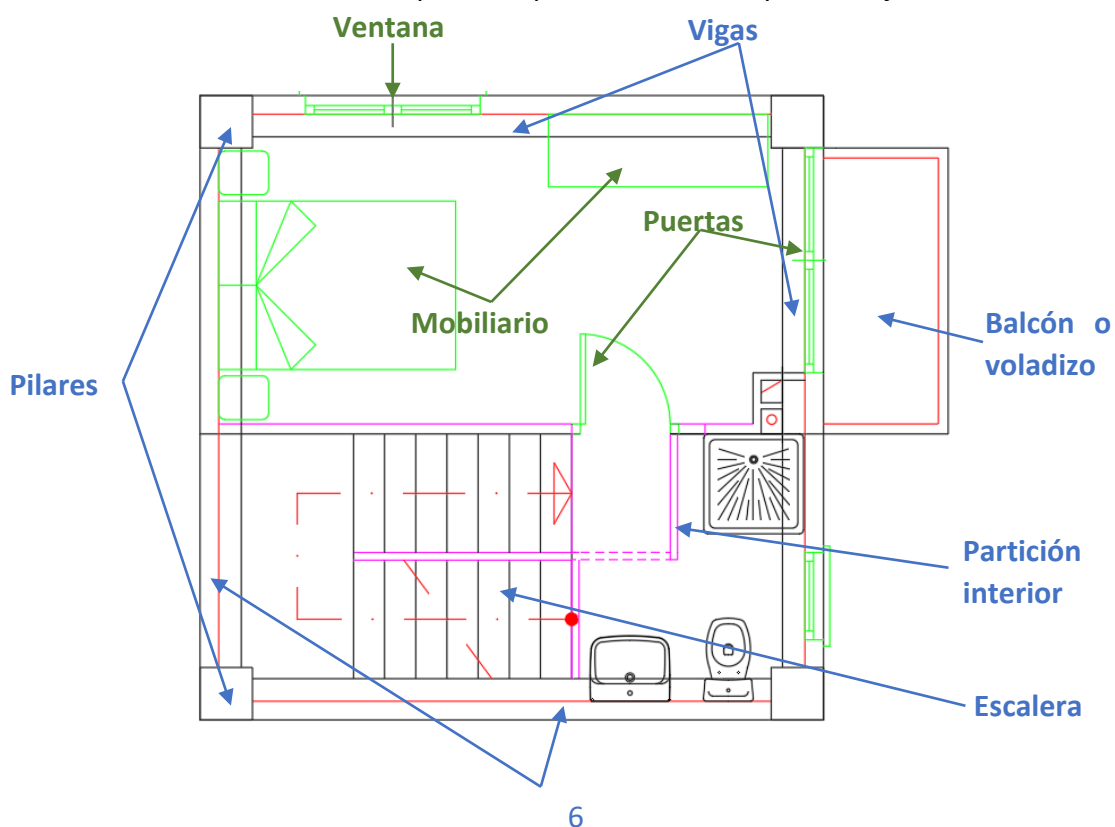 Ventana
Vigas
Puertas
Mobiliario
Balcón o
voladizo
Pilares
Partición
interior
Escalera
6